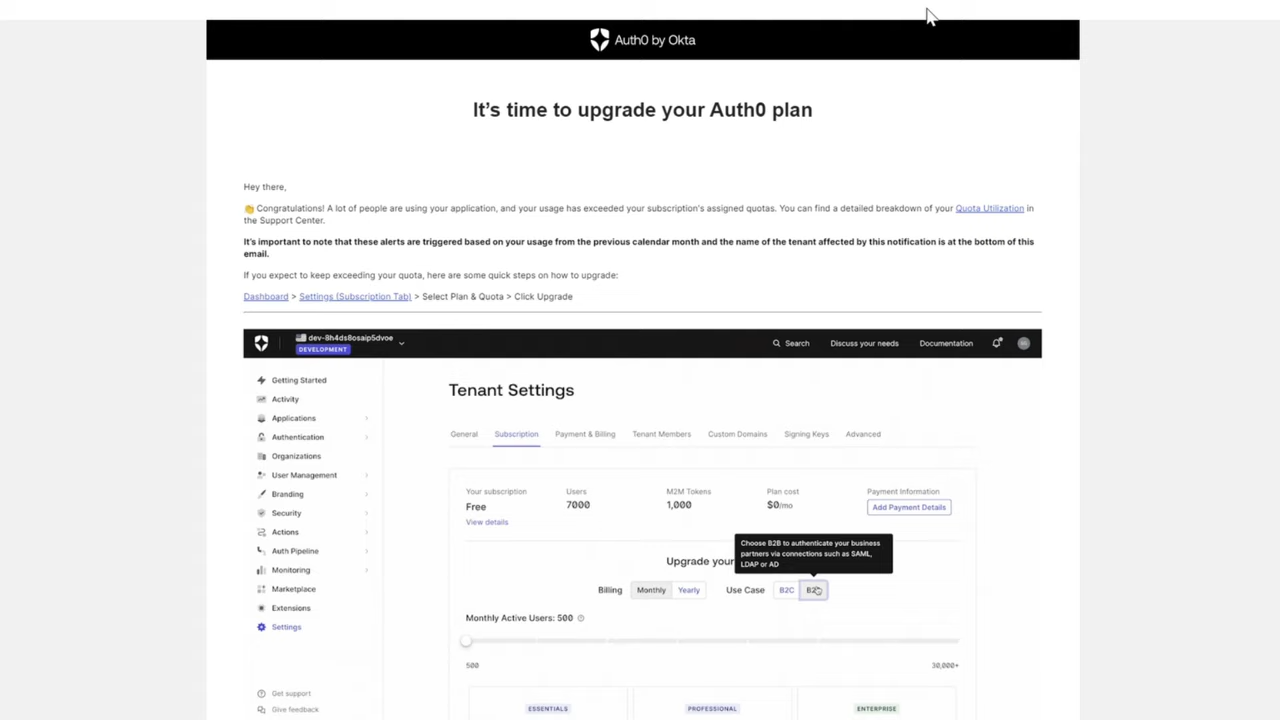 Auth0 by Okta
It's time to upgrade your Auth0 plan
Hey there,
👏 Congratulations! A lot of people are using your application, and your usage has exceeded your subscription's assigned quotas. You can find a detailed breakdown of your Quota Utilization in
the Support Center.
It's important to note that these alerts are triggered based on your usage from the previous calendar month and the name of the tenant affected by this notification is at the bottom of this
email.
If you expect to keep exceeding your quota, here are some quick steps on how to upgrade:
Dashboard > Settings (Subscription Tab) > Select Plan & Quota > Click Upgrade
dev-8h4ds8osaip5dvoe
DEVELOPMENT
Search Discuss your needs Documentation
Getting Started
Activity
Applications
Authentication
Organizations
User Management
Branding
Security
Actions
Auth Pipeline
Monitoring
Marketplace
Extensions
Settings
Get support
Give feedback
Tenant Settings
General Subscription Payment & Billing Tenant Members Custom Domains Signing Keys Advanced
Your subscription Users M2M Tokens Plan cost Payment Information
Free 7000 1,000 $0/mo Add Payment Details
View details
Choose B2B to authenticate your business
partners via connections such as SAML,
LDAP or AD
Upgrade your
Billing Monthly Yearly Use Case B2C
Monthly Active Users: 500
500 30,000+
ESSENTIALS PROFESSIONAL ENTERPRISE